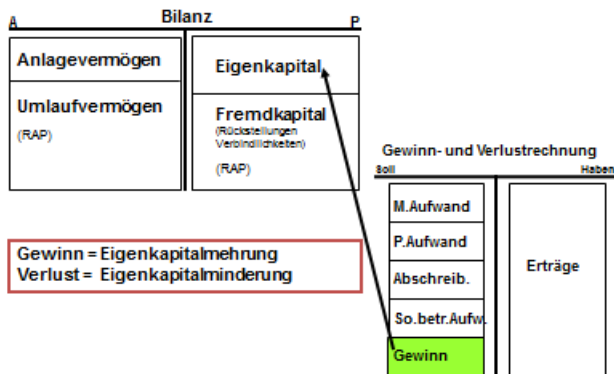 Bilanz
A
P
Anlagevermögen
Umlaufvermögen
(RAP)
Eigenkapital
Fremdkapital
(Rückstellungen
Verbindlichkeiten)
(RAP)
Gewinn = Eigenkapitalmehrung
Verlust = Eigenkapitalminderung
Gewinn- und Verlustrechnung
Soll
Haben
M.Aufwand
P.Aufwand
Abschreib.
So.betr.Aufw.
Gewinn
Erträge